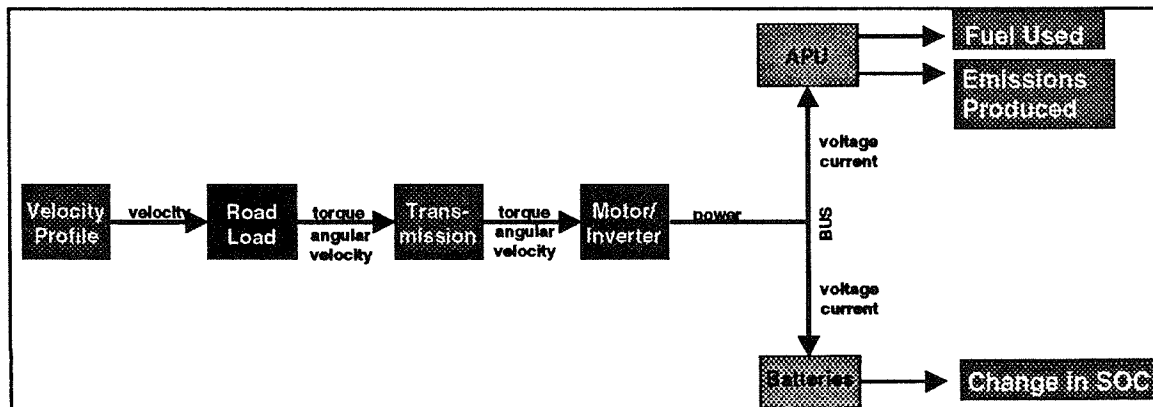 APU
Fuel Used
Emissions
Produced
voltage
current
Velocity
Profile
velocity
Road
Load
torque
angular
velocity
Trans-
mission
torque
angular
velocity
Motor/
Inverter
power
BUS
voltage
current
Batteries
Change in SOC